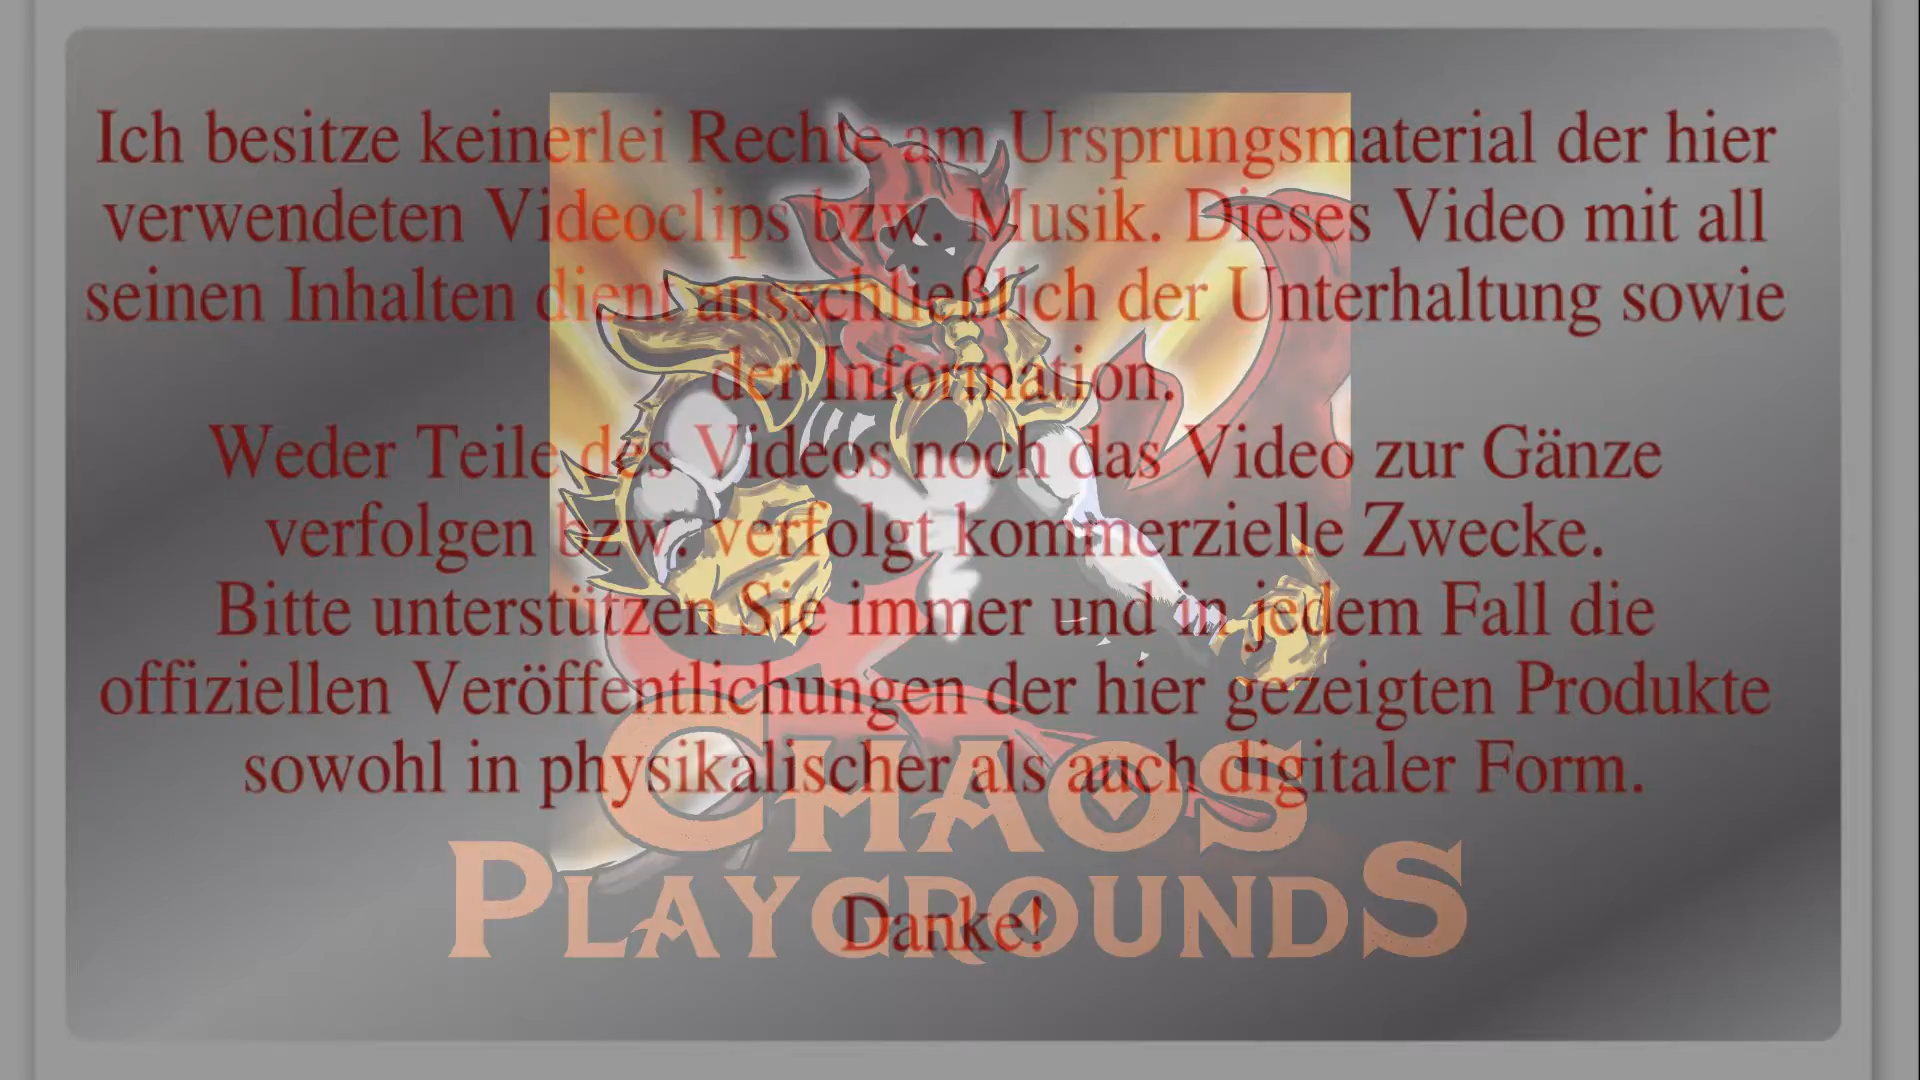 Ich besitze keinerlei Rechte am Ursprungsmaterial der hier
verwendeten Videoclips bzw. Musik. Dieses Video mit all
seinen Inhalten dient ausschließlich der Unterhaltung sowie
der Information.
Weder Teile des Videos noch das Video zur Gänze
verfolgen bzw. verfolgt kommerzielle Zwecke.
Bitte unterstützen Sie immer und in jedem Fall die
offiziellen Veröffentlichungen der hier gezeigten Produkte
sowohl in physikalischer als auch digitaler Form.
CHAOS
PLAYGROUNDS
Danke!